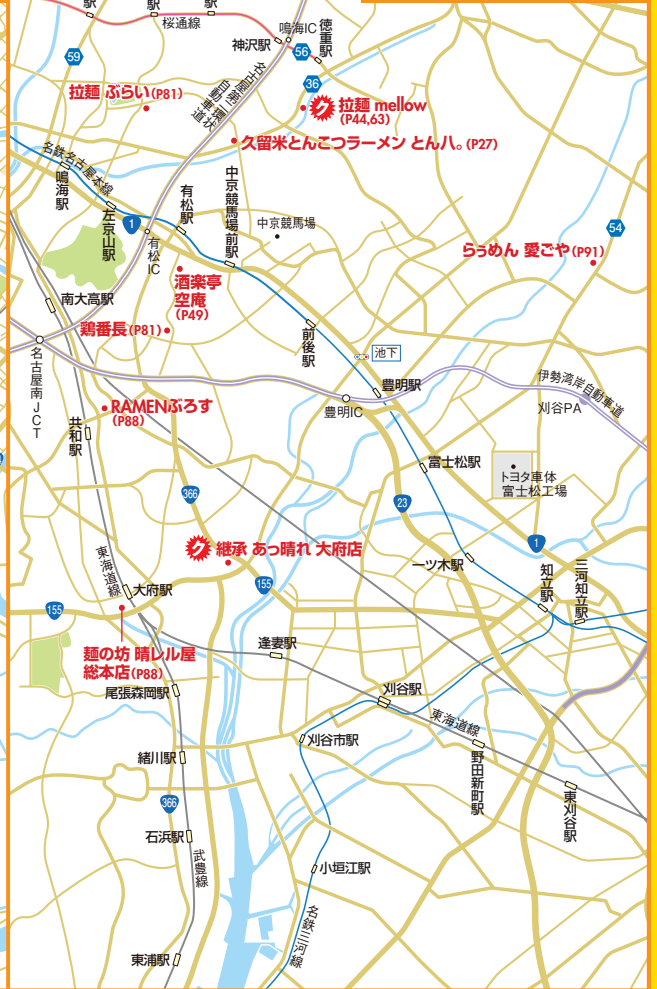 駅
駅
駅
桜通線
神沢駅
鳴海IC
徳重駅
59
56
36
名古屋第二環状
自動車道
拉麺 ぶらい(P81)
拉麺 mellow
(P44,63)
久留米とんこつラーメン とん八。(P27)
名鉄名古屋本線
鳴海駅
左京山駅
1
有松駅
有松IC
中京競馬場前駅
中京競馬場
54
らぅめん 愛ごや(P91)
酒楽亭
空庵
(P49)
南大高駅
鶏番長(P81)
前後駅
池下
名古屋南JCT
豊明駅
豊明IC
伊勢湾岸自動車道
刈谷PA
RAMENぶろす
(P88)
共和駅
富士松駅
トヨタ車体
富士松工場
366
23
継承 あっ晴れ 大府店
1
東海道線
大府駅
155
155
一ツ木駅
知立駅
三河知立駅
麺の坊 晴レル屋
総本店(P88)
逢妻駅
尾張森岡駅
刈谷駅
東海道線
刈谷市駅
野田新町駅
緒川駅
東刈谷駅
366
石浜駅
武豊線
小垣江駅
名鉄三河線
東浦駅